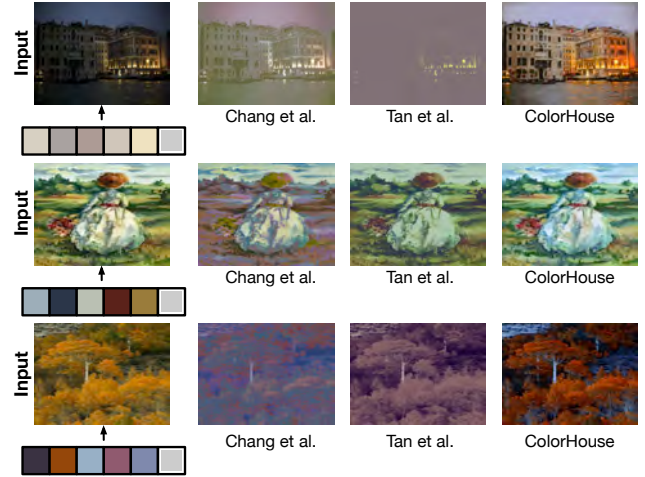 Input
Chang et al.
Tan et al.
ColorHouse
Input
Chang et al.
Tan et al.
ColorHouse
Input
Chang et al.
Tan et al.
ColorHouse